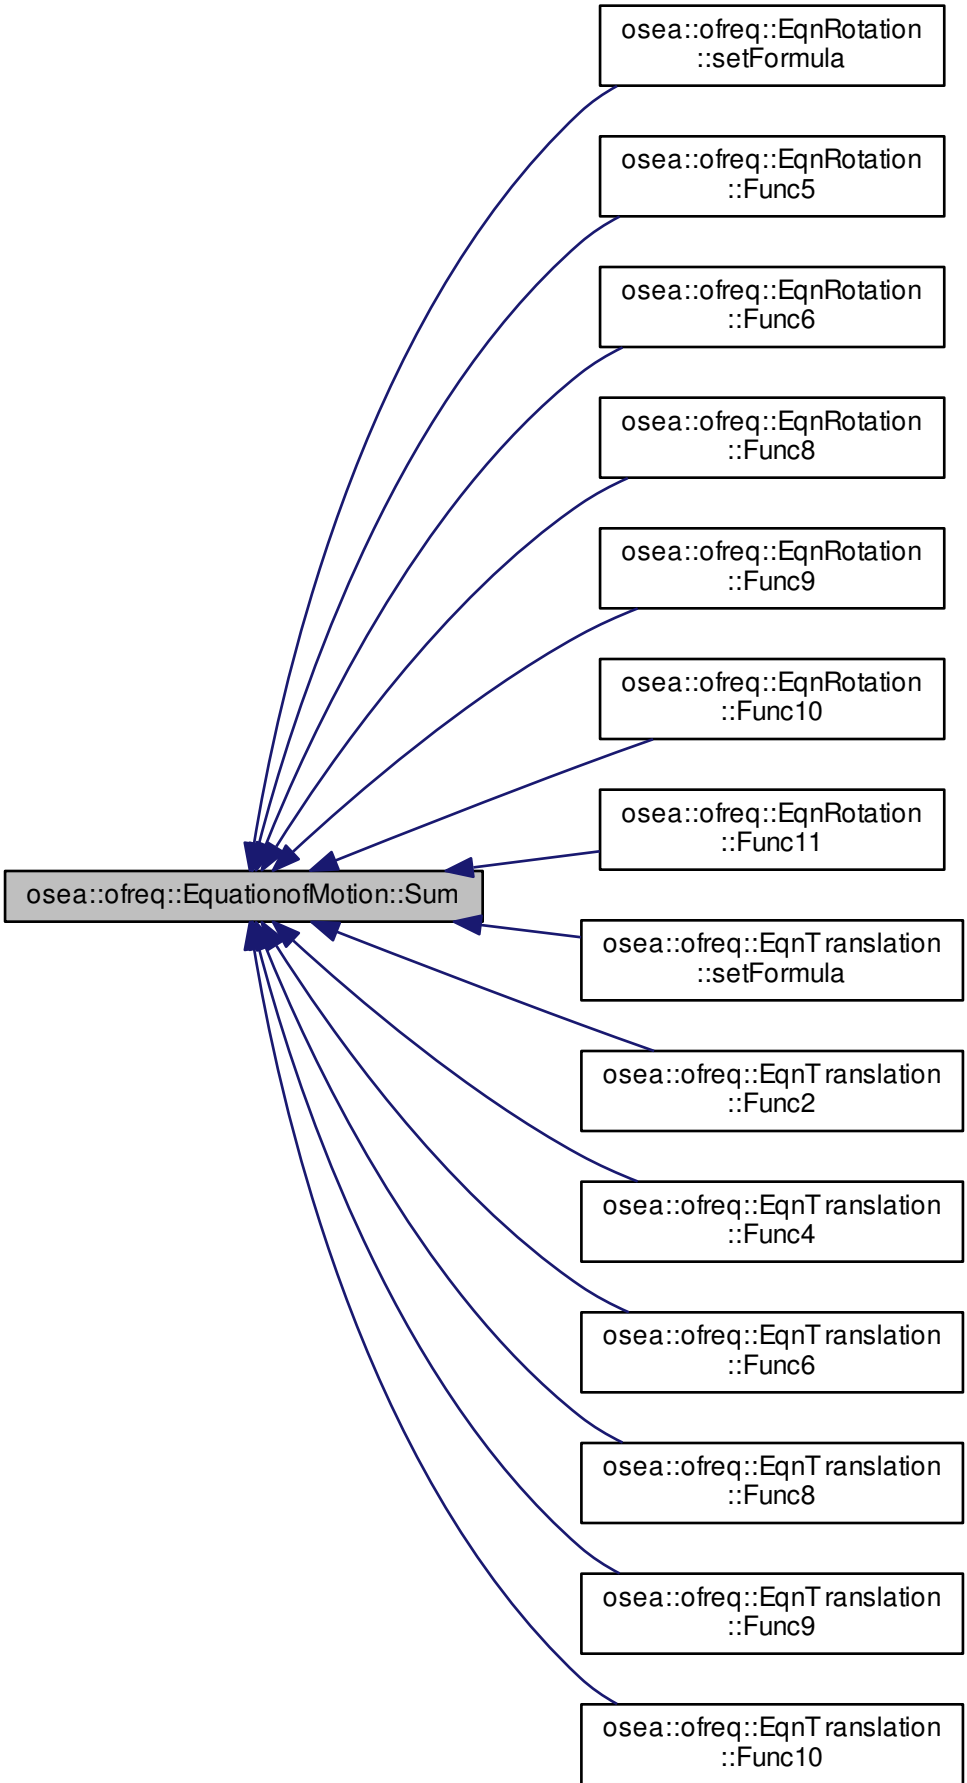 osea::ofreq::EqnRotation
::setFormula
osea::ofreq::EqnRotation
::Func5
osea::ofreq::EqnRotation
::Func6
osea::ofreq::EqnRotation
::Func8
osea::ofreq::EqnRotation
::Func9
osea::ofreq::EqnRotation
::Func10
osea::ofreq::EqnRotation
::Func11
osea::ofreq::EquationofMotion::Sum
osea::ofreq::EqnTranslation
::setFormula
osea::ofreq::EqnTranslation
::Func2
osea::ofreq::EqnTranslation
::Func4
osea::ofreq::EqnTranslation
::Func6
osea::ofreq::EqnTranslation
::Func8
osea::ofreq::EqnTranslation
::Func9
osea::ofreq::EqnTranslation
::Func10